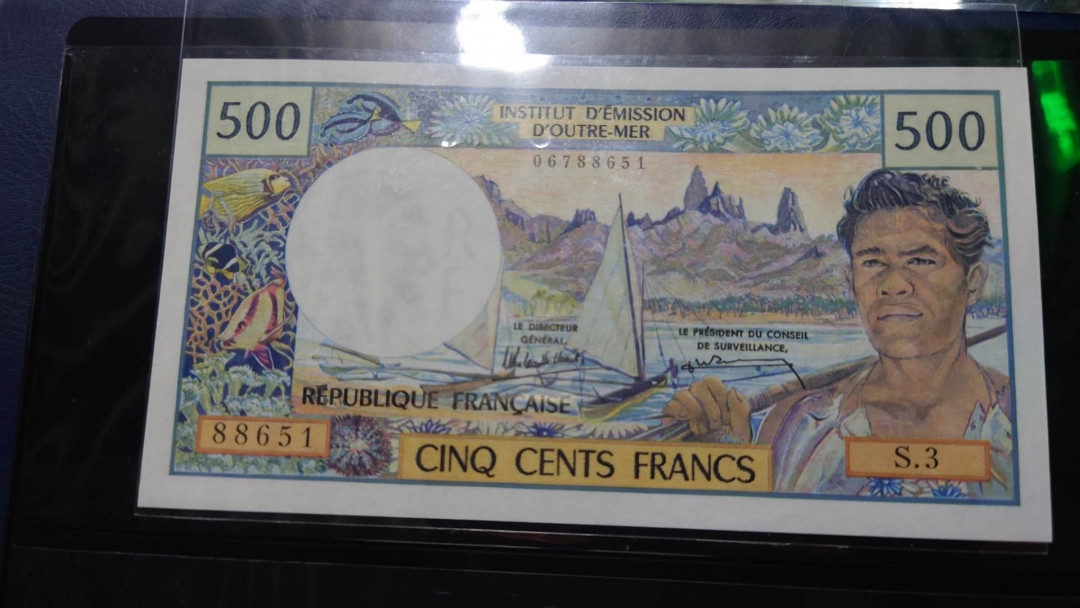 500
INSTITUT D'ÉMISSION
D'OUTRE-MER
500
06788651
LE DIRECTEUR
GÉNÉRAL,
LE PRÉSIDENT DU CONSEIL
DE SURVEILLANCE,
RÉPUBLIQUE FRANÇAISE
88651
CINQ CENTS FRANCS
S.3